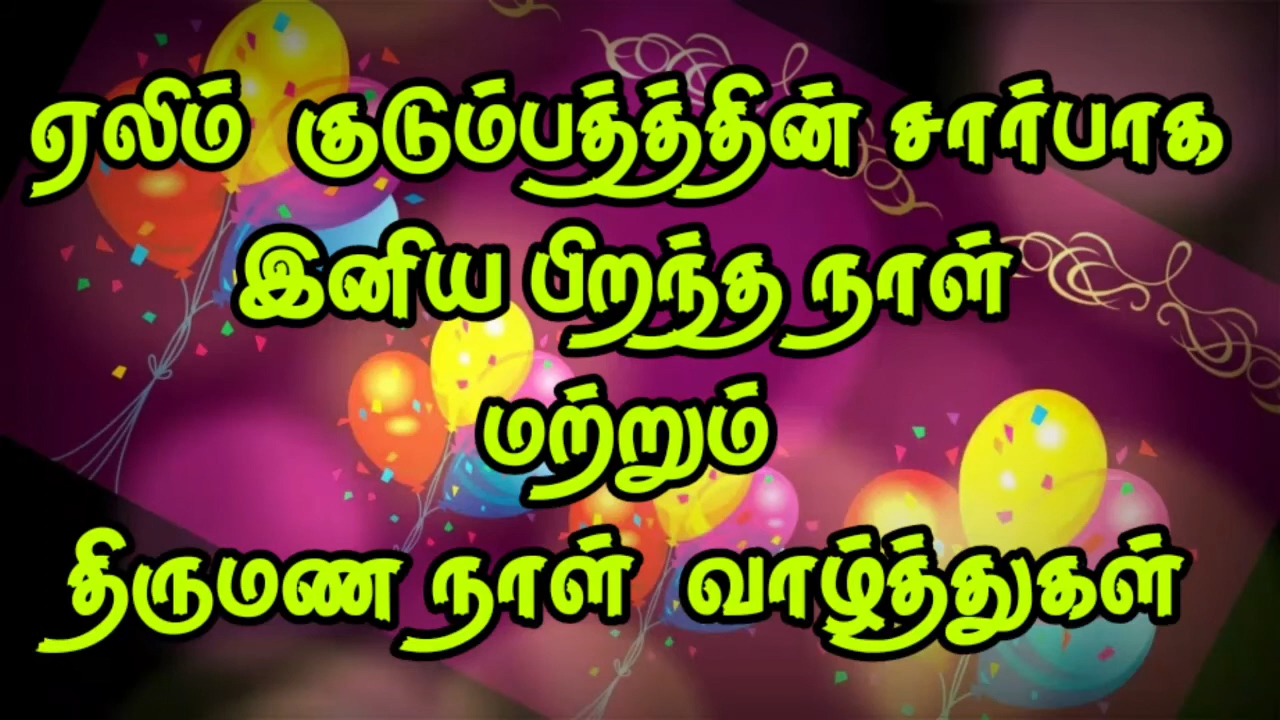 ஏலிம் குடும்பத்த்தின் சார்பாக
இனிய பிறந்த நாள்
மற்றும்
திருமண நாள் வாழ்த்துகள்